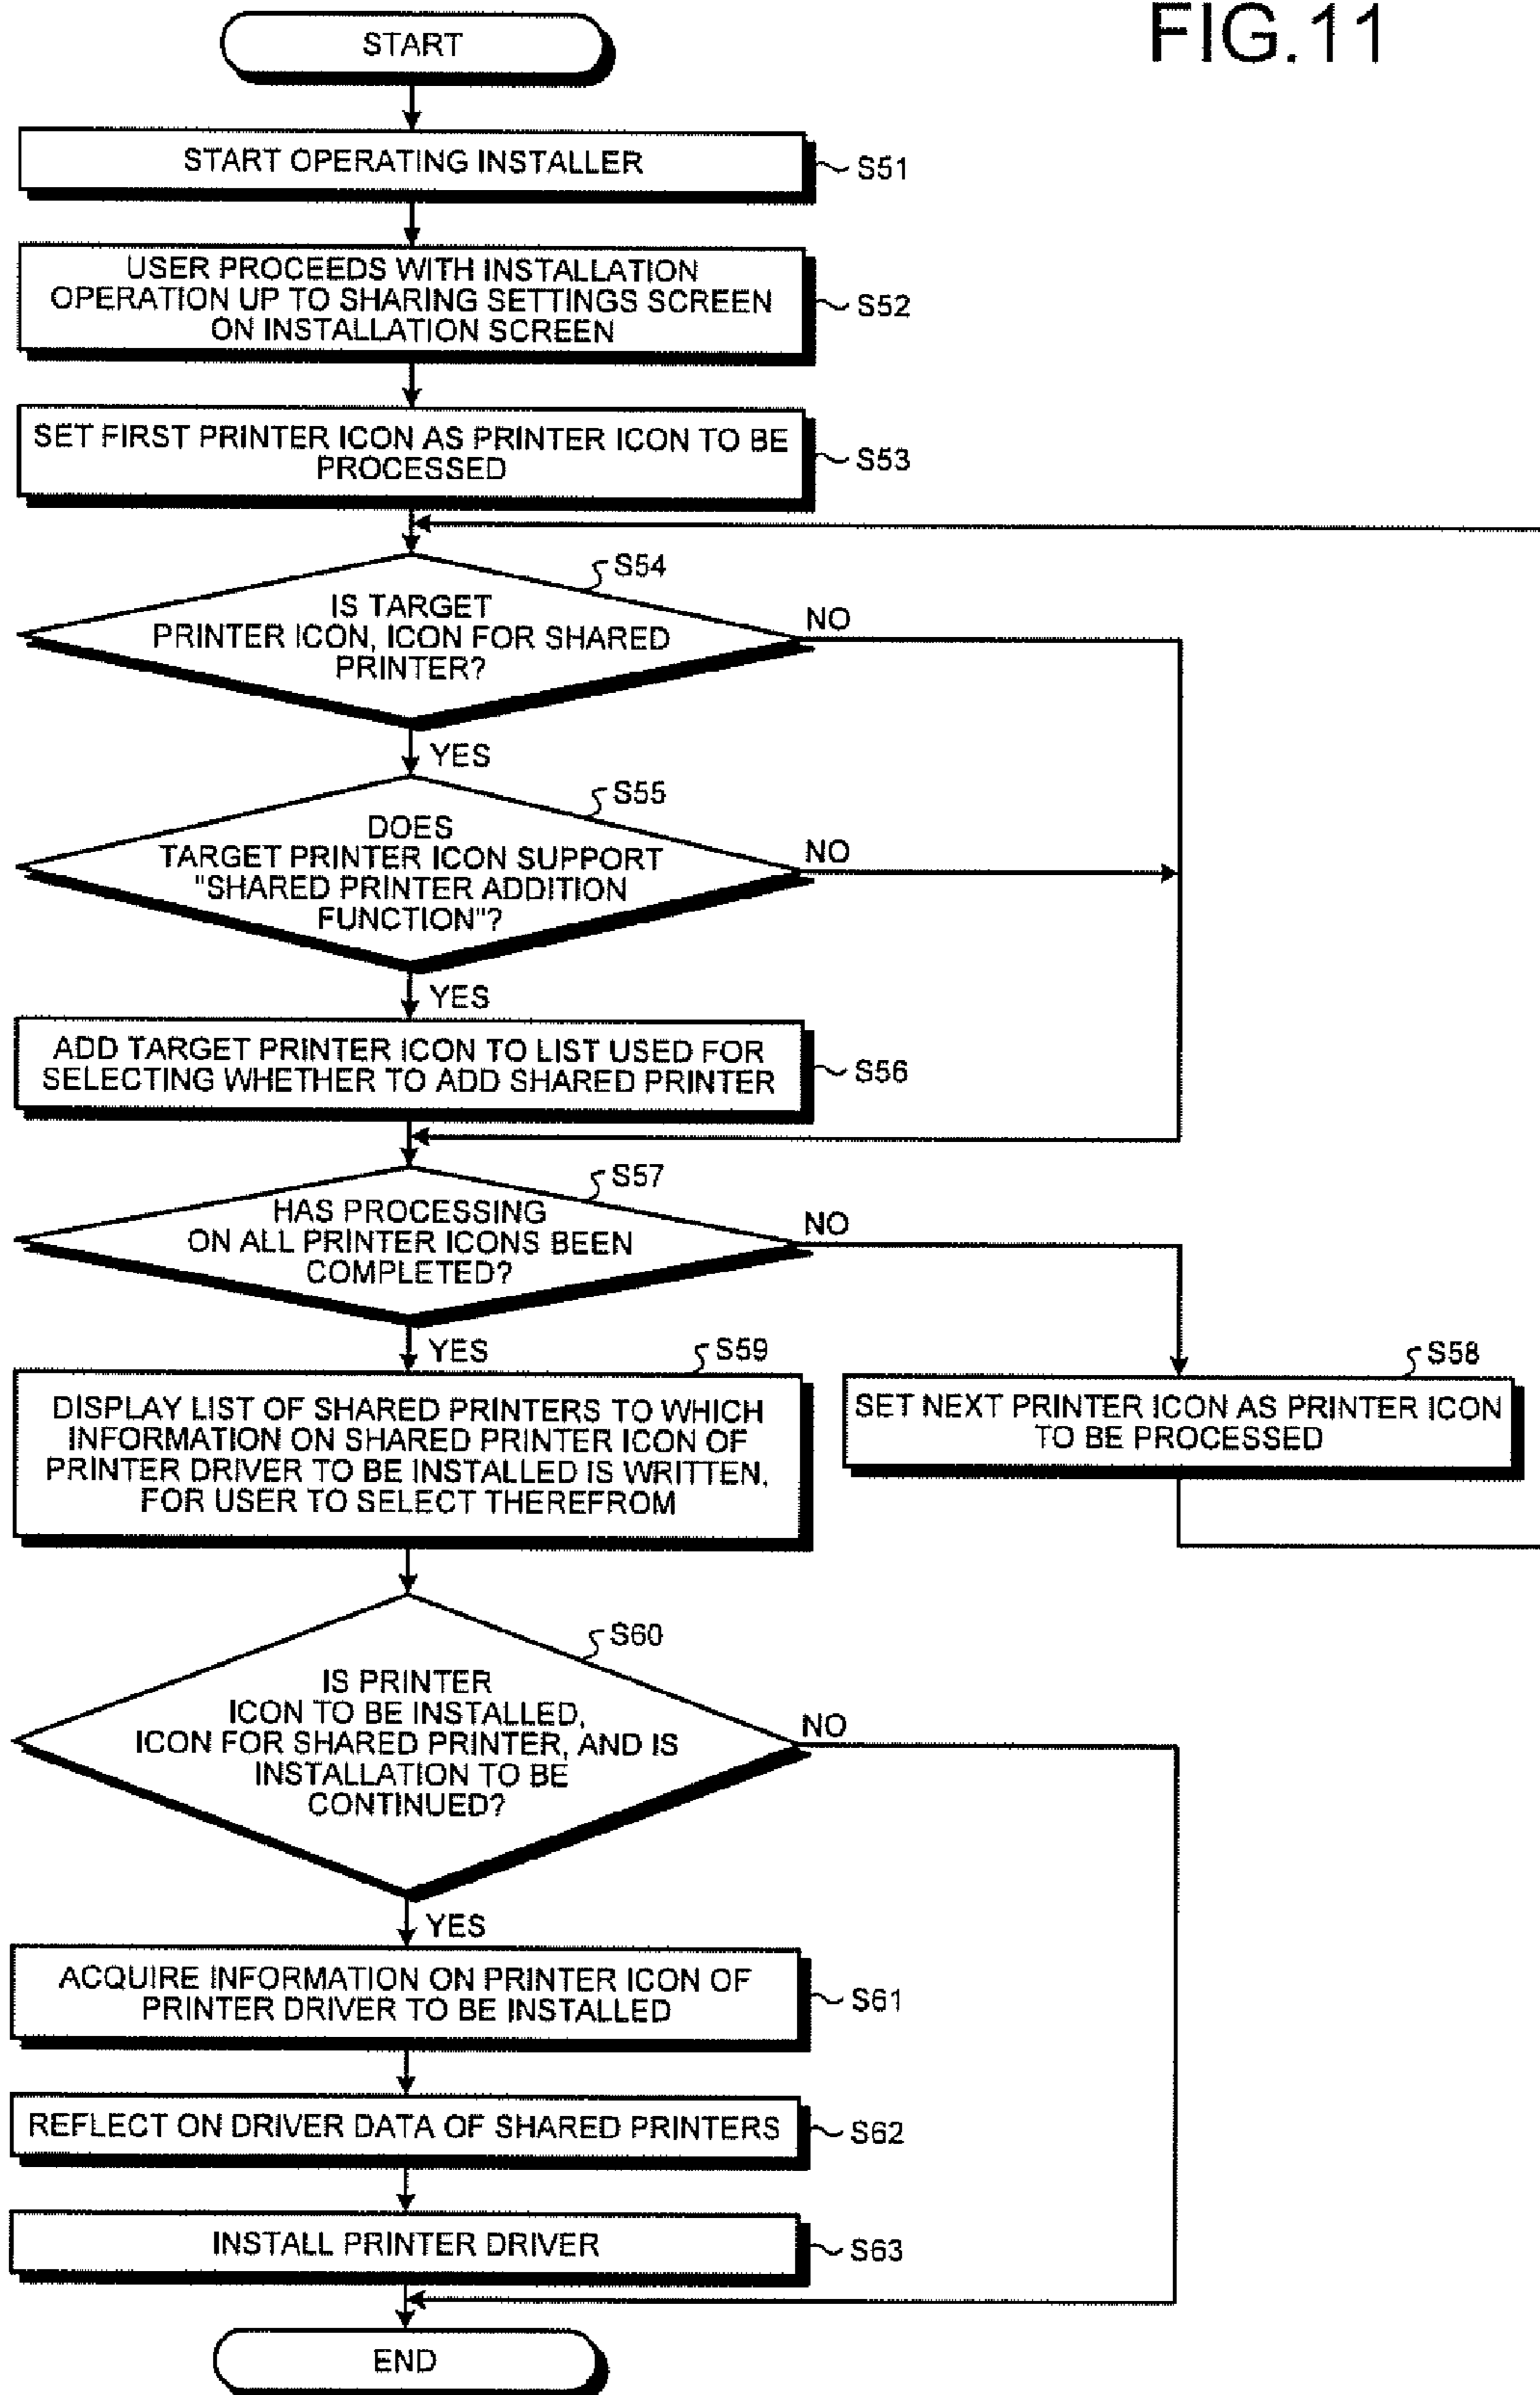 FIG.11
START
START OPERATING INSTALLER
S51
USER PROCEEDS WITH INSTALLATION
OPERATION UP TO SHARING SETTINGS SCREEN
ON INSTALLATION SCREEN
S52
SET FIRST PRINTER ICON AS PRINTER ICON TO BE
PROCESSED
S53
S54
IS TARGET
PRINTER ICON, ICON FOR SHARED
PRINTER?
NO
YES
S55
DOES
TARGET PRINTER ICON SUPPORT
"SHARED PRINTER ADDITION
FUNCTION"?
NO
YES
ADD TARGET PRINTER ICON TO LIST USED FOR
SELECTING WHETHER TO ADD SHARED PRINTER
S56
S57
HAS PROCESSING
ON ALL PRINTER ICONS BEEN
COMPLETED?
NO
YES
S59
DISPLAY LIST OF SHARED PRINTERS TO WHICH
INFORMATION ON SHARED PRINTER ICON OF
PRINTER DRIVER TO BE INSTALLED IS WRITTEN,
FOR USER TO SELECT THEREFROM
S58
SET NEXT PRINTER ICON AS PRINTER ICON
TO BE PROCESSED
S60
IS PRINTER
ICON TO BE INSTALLED,
ICON FOR SHARED PRINTER, AND IS
INSTALLATION TO BE
CONTINUED?
NO
YES
ACQUIRE INFORMATION ON PRINTER ICON OF
PRINTER DRIVER TO BE INSTALLED
S61
REFLECT ON DRIVER DATA OF SHARED PRINTERS
S62
INSTALL PRINTER DRIVER
S63
END